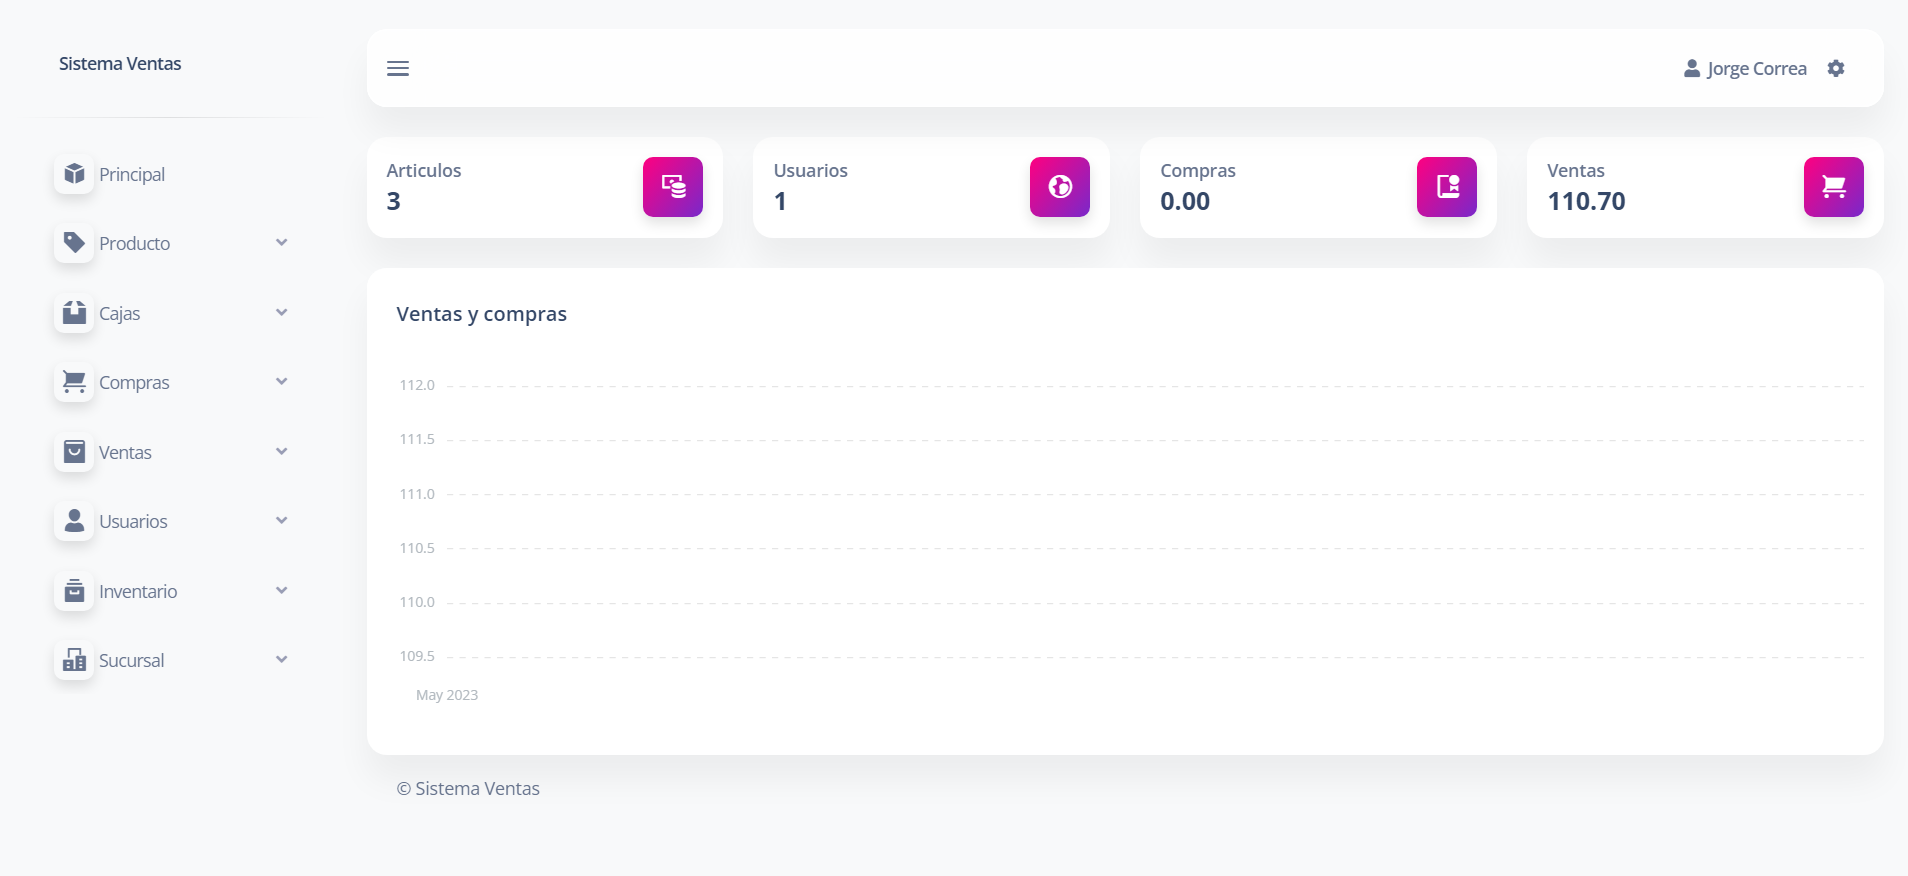 Sistema Ventas
Principal
Producto
Cajas
Compras
Ventas
Usuarios
Inventario
Sucursal
Jorge Correa
Articulos
3
Usuarios
1
Compras
0.00
Ventas
110.70
Ventas y compras
112.0
111.5
111.0
110.5
110.0
109.5
May 2023
© Sistema Ventas